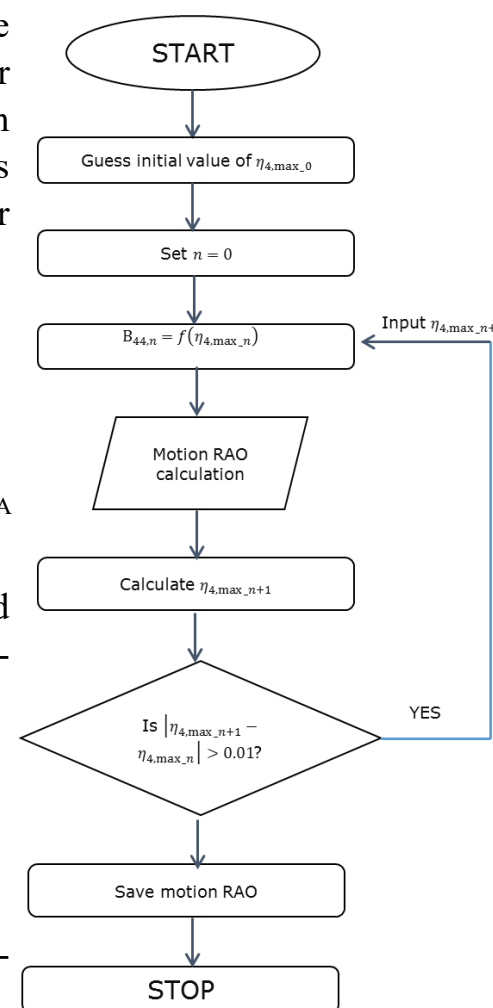 START
Guess initial value of η4,max_0
Set n = 0
B44,n = f(η4,max_n)
Input η4,max_n+
Motion RAO
calculation
Calculate η4,max_n+1
Is |η4,max_n+1 −
η4,max_n| > 0.01?
YES
Save motion RAO
STOP